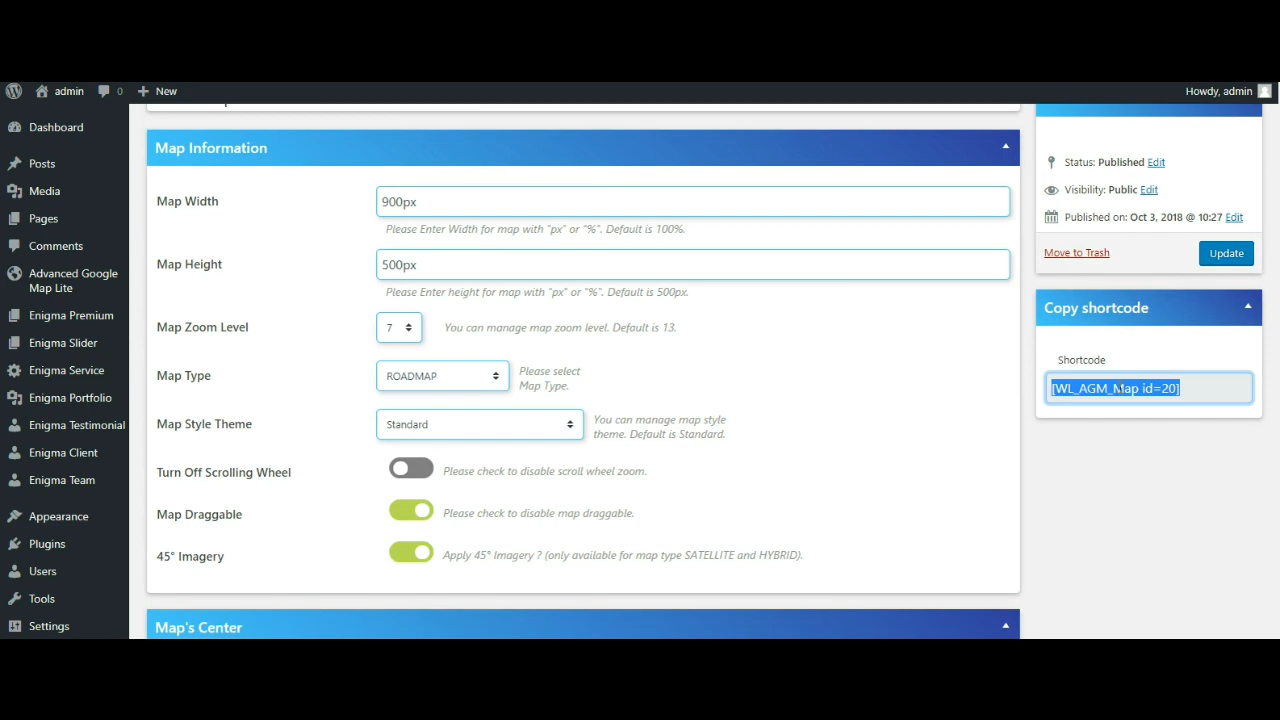 admin 0 New Howdy, admin
Dashboard
Posts
Media
Pages
Comments
Advanced Google
Map Lite
Enigma Premium
Enigma Slider
Enigma Service
Enigma Portfolio
Enigma Testimonial
Enigma Client
Enigma Team
Appearance
Plugins
Users
Tools
Settings
Map Information
Map Width 900px
Please Enter Width for map with "px" or "%". Default is 100%.
Map Height 500px
Please Enter height for map with "px" or "%". Default is 500px.
Map Zoom Level 7 You can manage map zoom level. Default is 13.
Map Type ROADMAP Please select
Map Type.
Map Style Theme Standard You can manage map style
theme. Default is Standard.
Turn Off Scrolling Wheel Please check to disable scroll wheel zoom.
Map Draggable Please check to disable map draggable.
45° Imagery Apply 45° Imagery ? (only available for map type SATELLITE and HYBRID).
Map's Center
Status: Published Edit
Visibility: Public Edit
Published on: Oct 3, 2018 @ 10:27 Edit
Move to Trash Update
Copy shortcode
Shortcode
[WL_AGM_Map id=20]